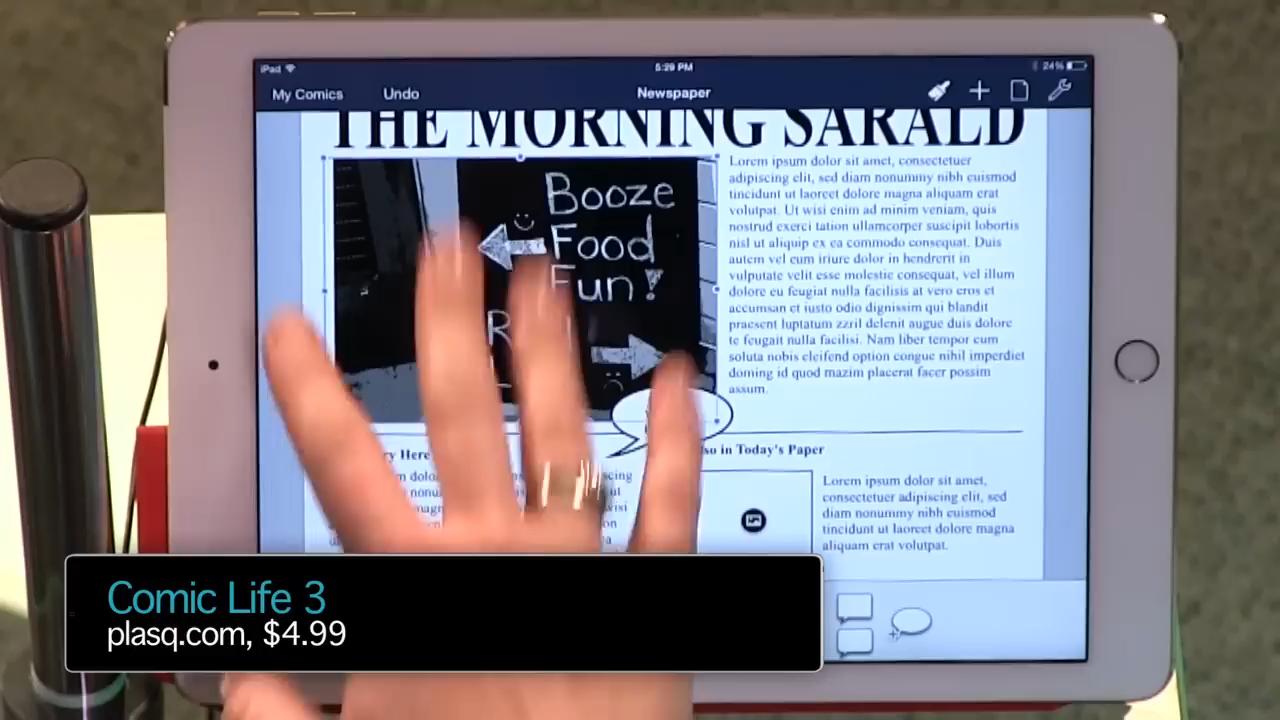 iPad
5:29 PM
24%
My Comics
Undo
Newspaper
THE MORNING SARALD
Booze
Food
Fun!
Lorem ipsum dolor sit amet, consectetuer
adipiscing elit, sed diam nonummy nibh euismod
tincidunt ut laoreet dolore magna aliquam erat
volutpat. Ut wisi enim ad minim veniam, quis
nostrud exerci tation ullamcorper suscipit lobortis
nisl ut aliquip ex ea commodo consequat. Duis
autem vel eum iriure dolor in hendrerit in
vulputate velit esse molestie consequat, vel illum
dolore eu feugiat nulla facilisis at vero eros et
accumsan et iusto odio dignissim qui blandit
praesent luptatum zzril delenit augue duis dolore
te feugait nulla facilisi. Nam liber tempor cum
soluta nobis eleifend option congue nihil imperdiet
doming id quod mazim placerat facer possim
assum.
Here
in Today's Paper
Lorem ipsum dolor sit amet,
consectetuer adipiscing elit, sed
diam nonummy nibh euismod
tincidunt ut laoreet dolore magna
aliquam erat volutpat.
Comic Life 3
plasq.com, $4.99